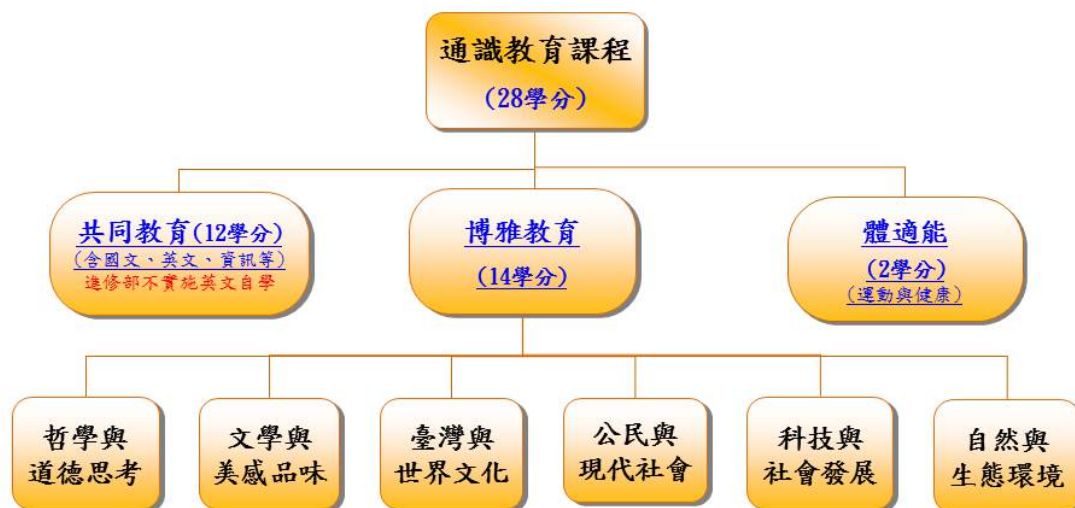 通識教育課程
(28學分)
共同教育(12學分)
(含國文、英文、資訊等)
進修部不實施英文自學
博雅教育
(14學分)
體適能
(2學分)
(運動與健康)
哲學與
道德思考
文學與
美感品味
臺灣與
世界文化
公民與
現代社會
科技與
社會發展
自然與
生態環境